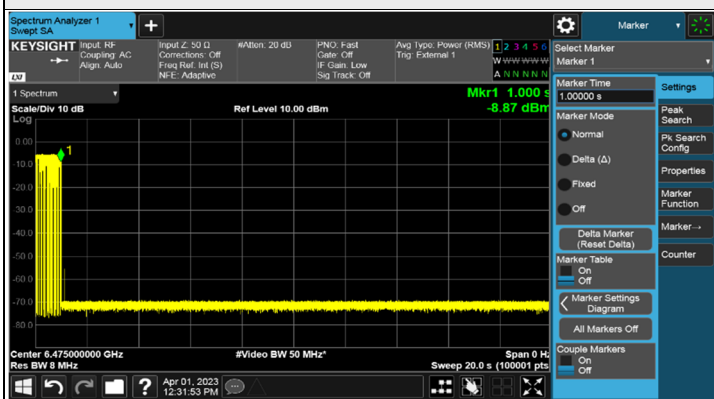 Spectrum Analyzer 1
Swept SA
+
Marker
KEYSIGHT
Input: RF
Coupling: AC
Align: Auto
Input Z: 50 Ω
Corrections: Off
Freq Ref: Int (S)
NFE: Adaptive
#Atten: 20 dB
PNO: Fast
Gate: Off
IF Gain: Low
Sig Track: Off
Avg Type: Power (RMS)
Trig: External 1
1 2 3 4 5 6
W W W W W W
A N N N N N
LXI
Select Marker
Marker 1
1 Spectrum
Scale/Div 10 dB
Log
Ref Level 10.00 dBm
Mkr1 1.000 s
-8.87 dBm
1
0.00
-10.0
-20.0
-30.0
-40.0
-50.0
-60.0
-70.0
-80.0
Center 6.475000000 GHz
Res BW 8 MHz
#Video BW 50 MHz*
Span 0 Hz
Sweep 20.0 s (100001 pts)
Marker Time
1.00000 s
Marker Mode
Normal
Delta (Δ)
Fixed
Off
Delta Marker
(Reset Delta)
Marker Table
On
Off
Marker Settings
Diagram
All Markers Off
Couple Markers
On
Off
Settings
Peak
Search
Pk Search
Config
Properties
Marker
Function
Marker→
Counter
?
Apr 01, 2023
12:31:53 PM